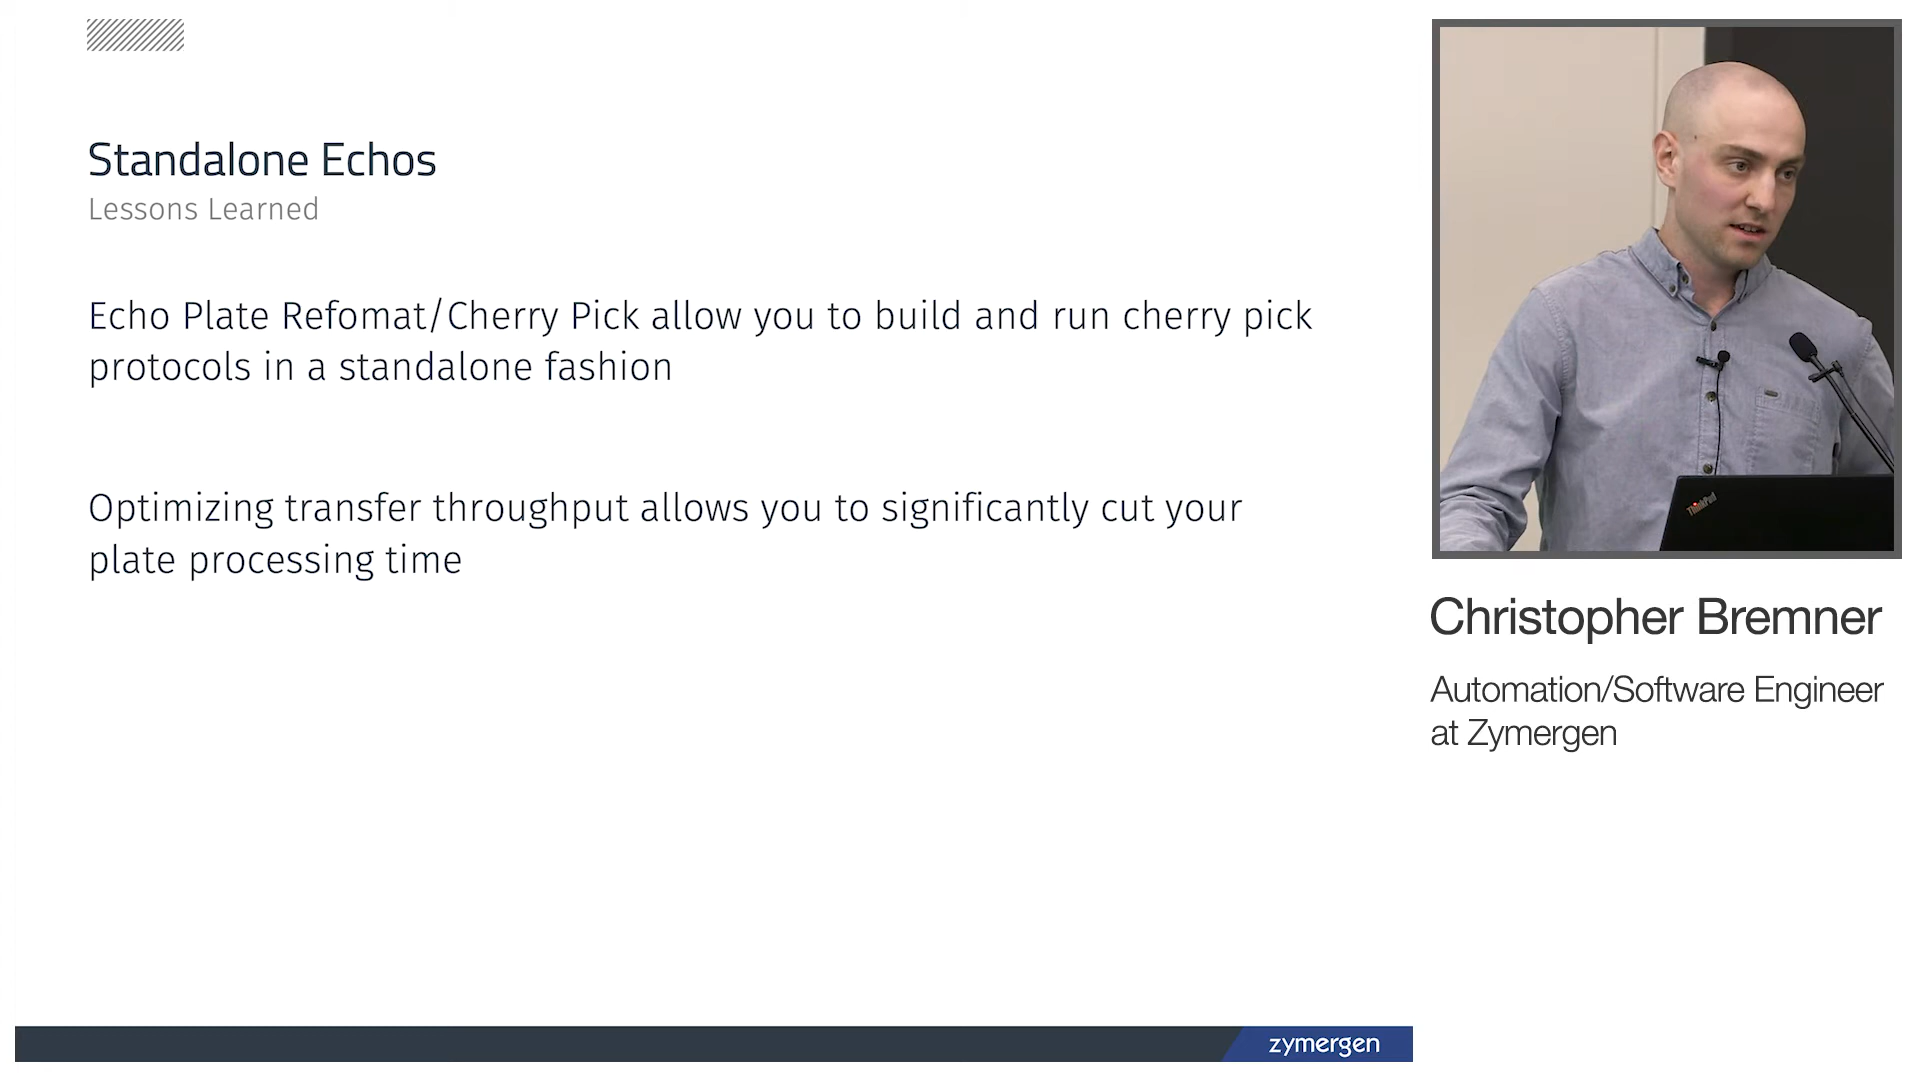 Standalone Echos
Lessons Learned
Echo Plate Refomat/Cherry Pick allow you to build and run cherry pick
protocols in a standalone fashion
Optimizing transfer throughput allows you to significantly cut your
plate processing time
zymergen
ThinkPad
Christopher Bremner
Automation/Software Engineer
at Zymergen